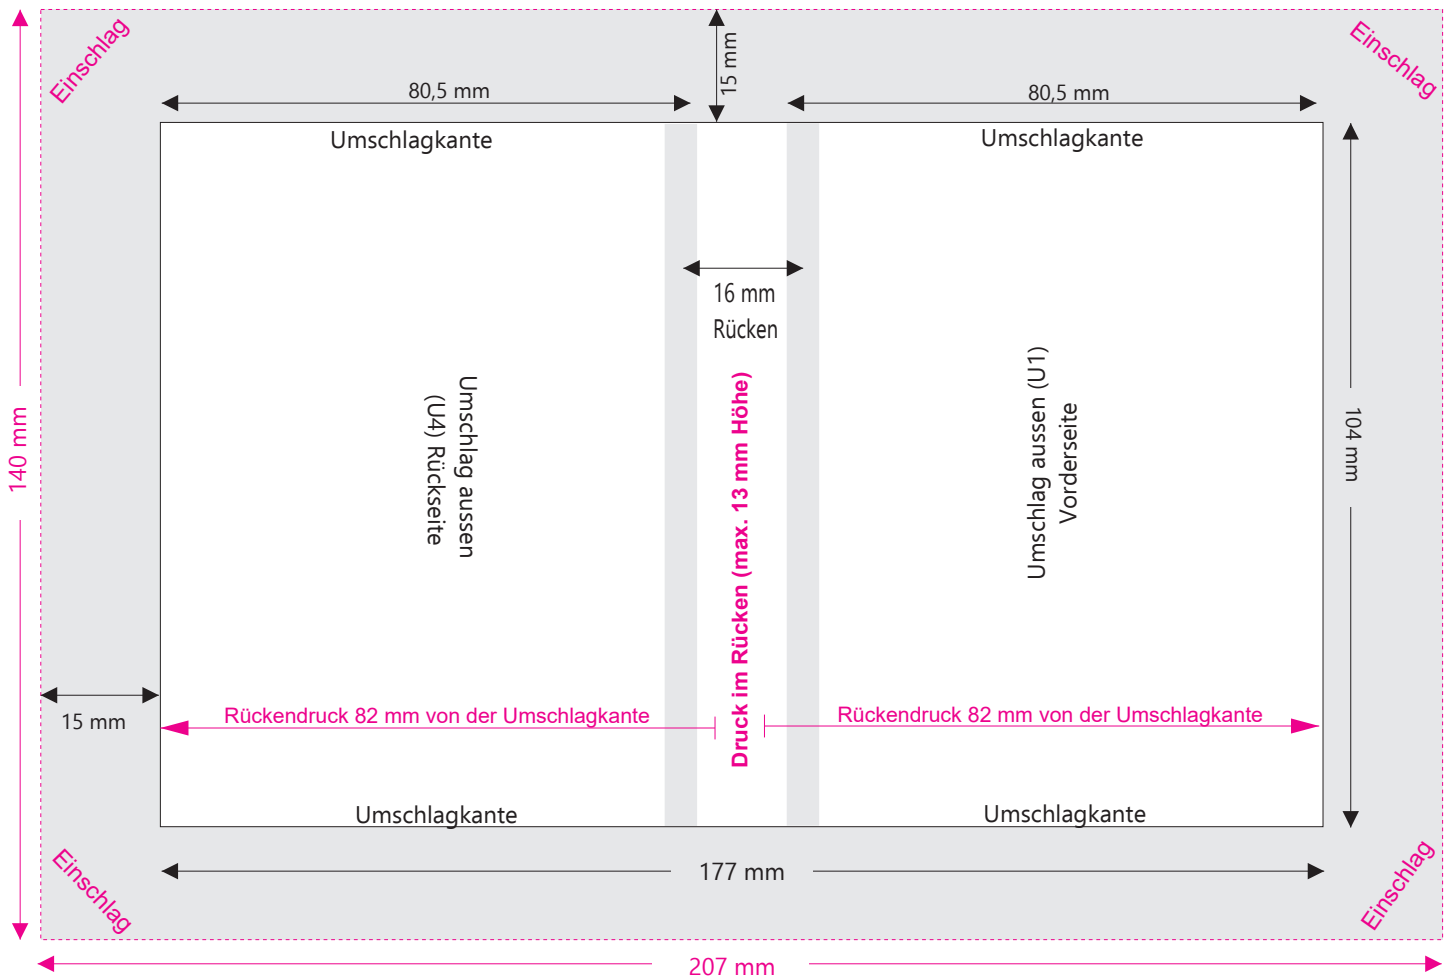 Einschlag
Einschlag
15 mm
80,5 mm
80,5 mm
Umschlagkante
Umschlagkante
16 mm
Rücken
Umschlag aussen
(U4) Rückseite
Druck im Rücken (max. 13 mm Höhe)
Umschlag aussen (U1)
Vorderseite
140 mm
104 mm
15 mm
Rückendruck 82 mm von der Umschlagkante
Rückendruck 82 mm von der Umschlagkante
Umschlagkante
Umschlagkante
Einschlag
Einschlag
177 mm
207 mm